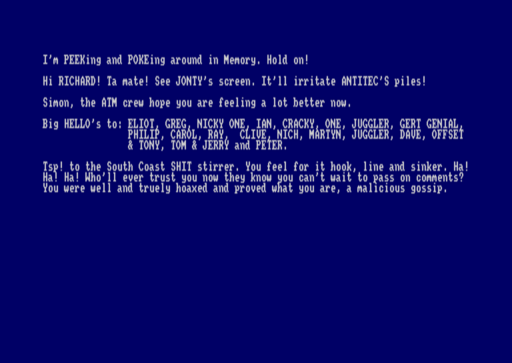 I'm PEEKing and POKEing around in Memory. Hold on!
Hi RICHARD! Ta mate! See JONTY's screen. It'll irritate ANTITEC'S piles!
Simon, the ATM crew hope you are feeling a lot better now.
Big HELLO's to: ELIOT, GREG, NICKY ONE, IAN, CRACKY, ONE, JUGGLER, GERT GENIAL,
PHILIP, CAROL, RAY, CLIVE, NICH, MARTYN, JUGGLER, DAVE, OFFSET
& TONY, TOM & JERRY and PETER.
Tsp! to the South Coast SHIT stirrer. You feel for it hook, line and sinker. Ha!
Ha! Ha! Who'll ever trust you now they know you can't wait to pass on comments?
You were well and truely hoaxed and proved what you are, a malicious gossip.